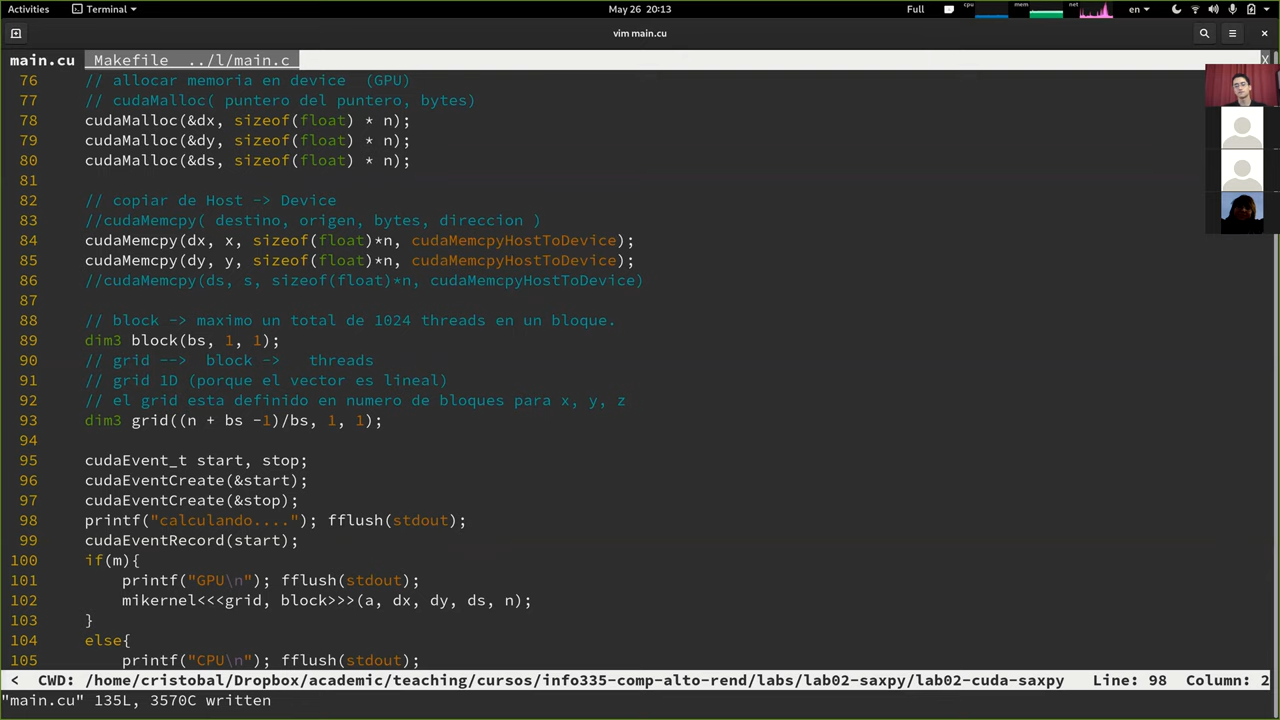 Activities Terminal May 26 20:13 Full cpu mem net en
vim main.cu
main.cu Makefile ../l/main.c X
76 // allocar memoria en device (GPU)
77 // cudaMalloc( puntero del puntero, bytes)
78 cudaMalloc(&dx, sizeof(float) * n);
79 cudaMalloc(&dy, sizeof(float) * n);
80 cudaMalloc(&ds, sizeof(float) * n);
81
82 // copiar de Host -> Device
83 //cudaMemcpy( destino, origen, bytes, direccion )
84 cudaMemcpy(dx, x, sizeof(float)*n, cudaMemcpyHostToDevice);
85 cudaMemcpy(dy, y, sizeof(float)*n, cudaMemcpyHostToDevice);
86 //cudaMemcpy(ds, s, sizeof(float)*n, cudaMemcpyHostToDevice)
87
88 // block -> maximo un total de 1024 threads en un bloque.
89 dim3 block(bs, 1, 1);
90 // grid --> block -> threads
91 // grid 1D (porque el vector es lineal)
92 // el grid esta definido en numero de bloques para x, y, z
93 dim3 grid((n + bs -1)/bs, 1, 1);
94
95 cudaEvent_t start, stop;
96 cudaEventCreate(&start);
97 cudaEventCreate(&stop);
98 printf("calculando...."); fflush(stdout);
99 cudaEventRecord(start);
100 if(m){
101 printf("GPU\n"); fflush(stdout);
102 mikernel<<<grid, block>>>(a, dx, dy, ds, n);
103 }
104 else{
105 printf("CPU\n"); fflush(stdout);
< CWD: /home/cristobal/Dropbox/academic/teaching/cursos/info335-comp-alto-rend/labs/lab02-saxpy/lab02-cuda-saxpy Line: 98 Column: 2
"main.cu" 135L, 3570C written